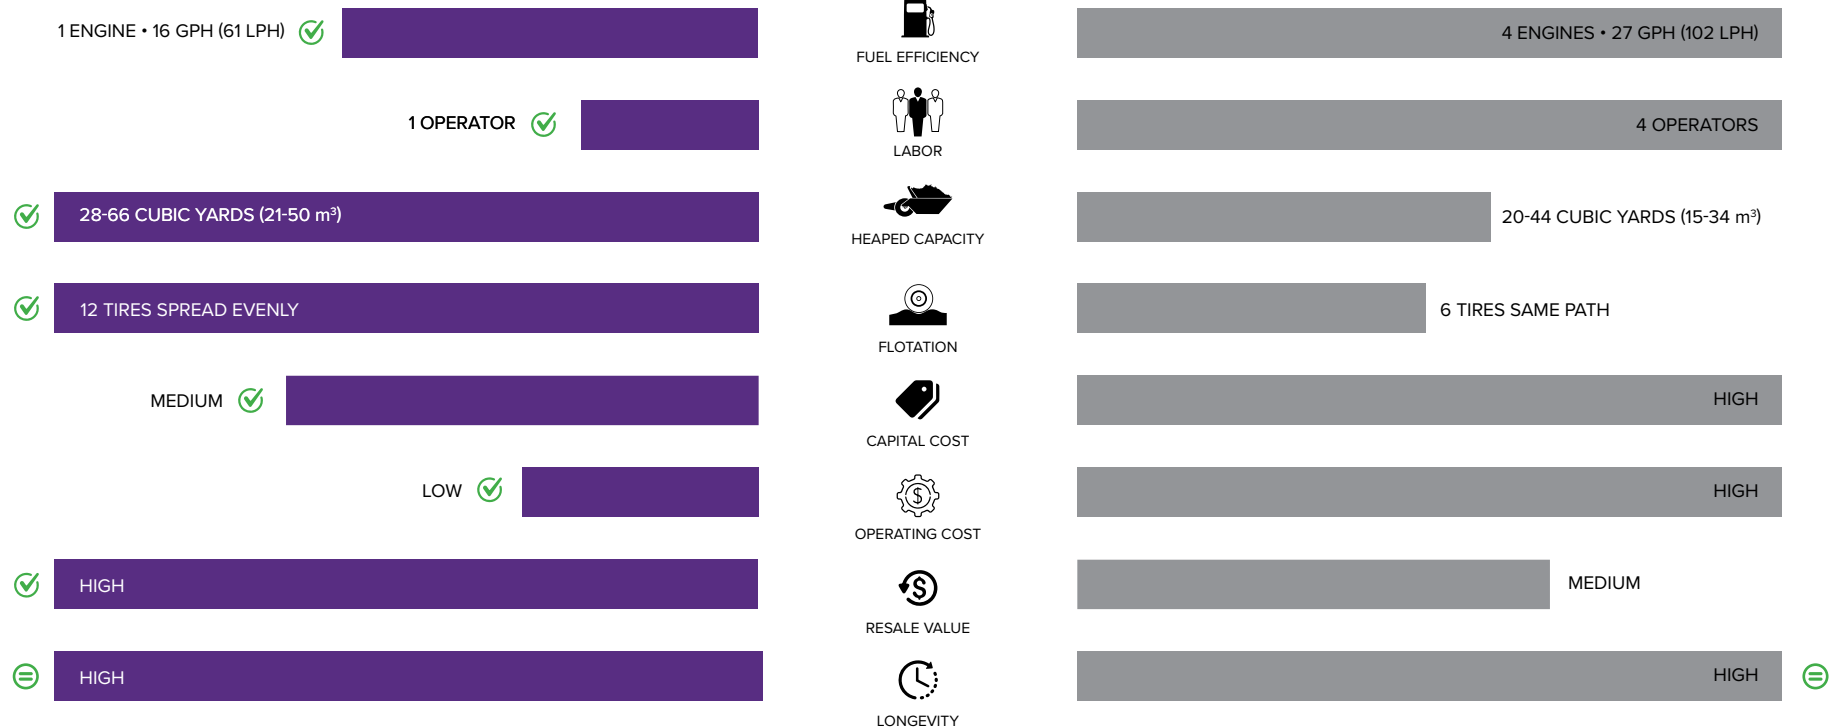 1 ENGINE • 16 GPH (61 LPH)
FUEL EFFICIENCY
4 ENGINES • 27 GPH (102 LPH)
1 OPERATOR
LABOR
4 OPERATORS
28-66 CUBIC YARDS (21-50 m³)
HEAPED CAPACITY
20-44 CUBIC YARDS (15-34 m³)
12 TIRES SPREAD EVENLY
FLOTATION
6 TIRES SAME PATH
MEDIUM
CAPITAL COST
HIGH
LOW
$
OPERATING COST
HIGH
HIGH
$
RESALE VALUE
MEDIUM
HIGH
LONGEVITY
HIGH